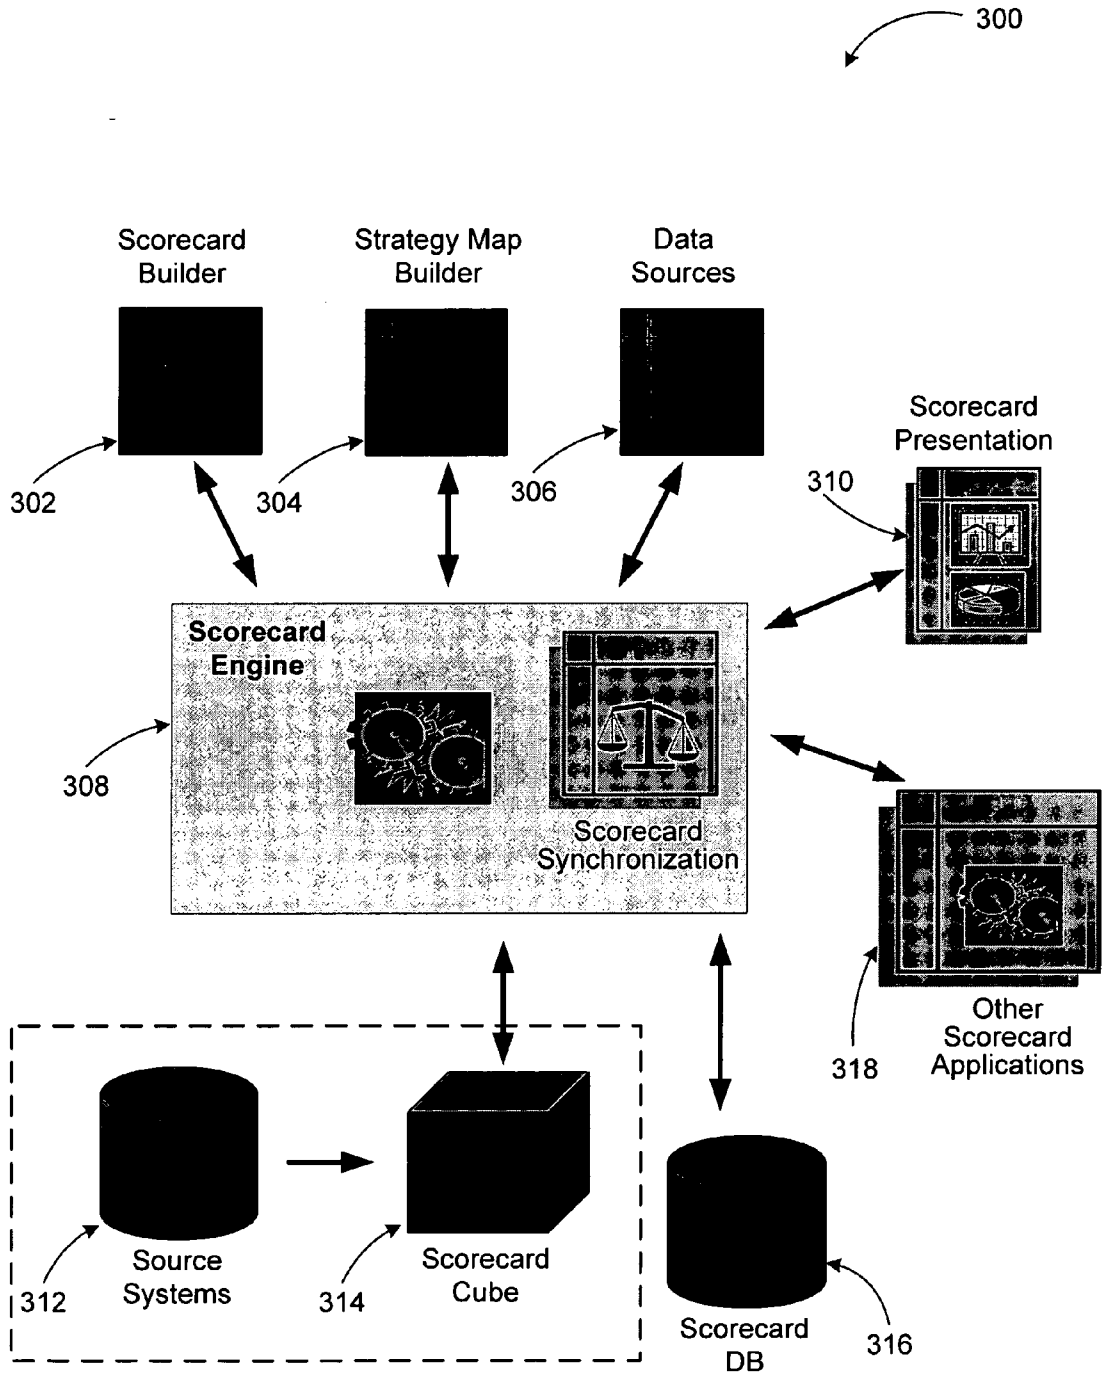 300
Scorecard
Builder
Strategy Map
Builder
Data
Sources
302
304
306
Scorecard
Presentation
310
Scorecard
Engine
308
Scorecard
Synchronization
318
Other
Scorecard
Applications
312
Source
Systems
314
Scorecard
Cube
Scorecard
DB
316